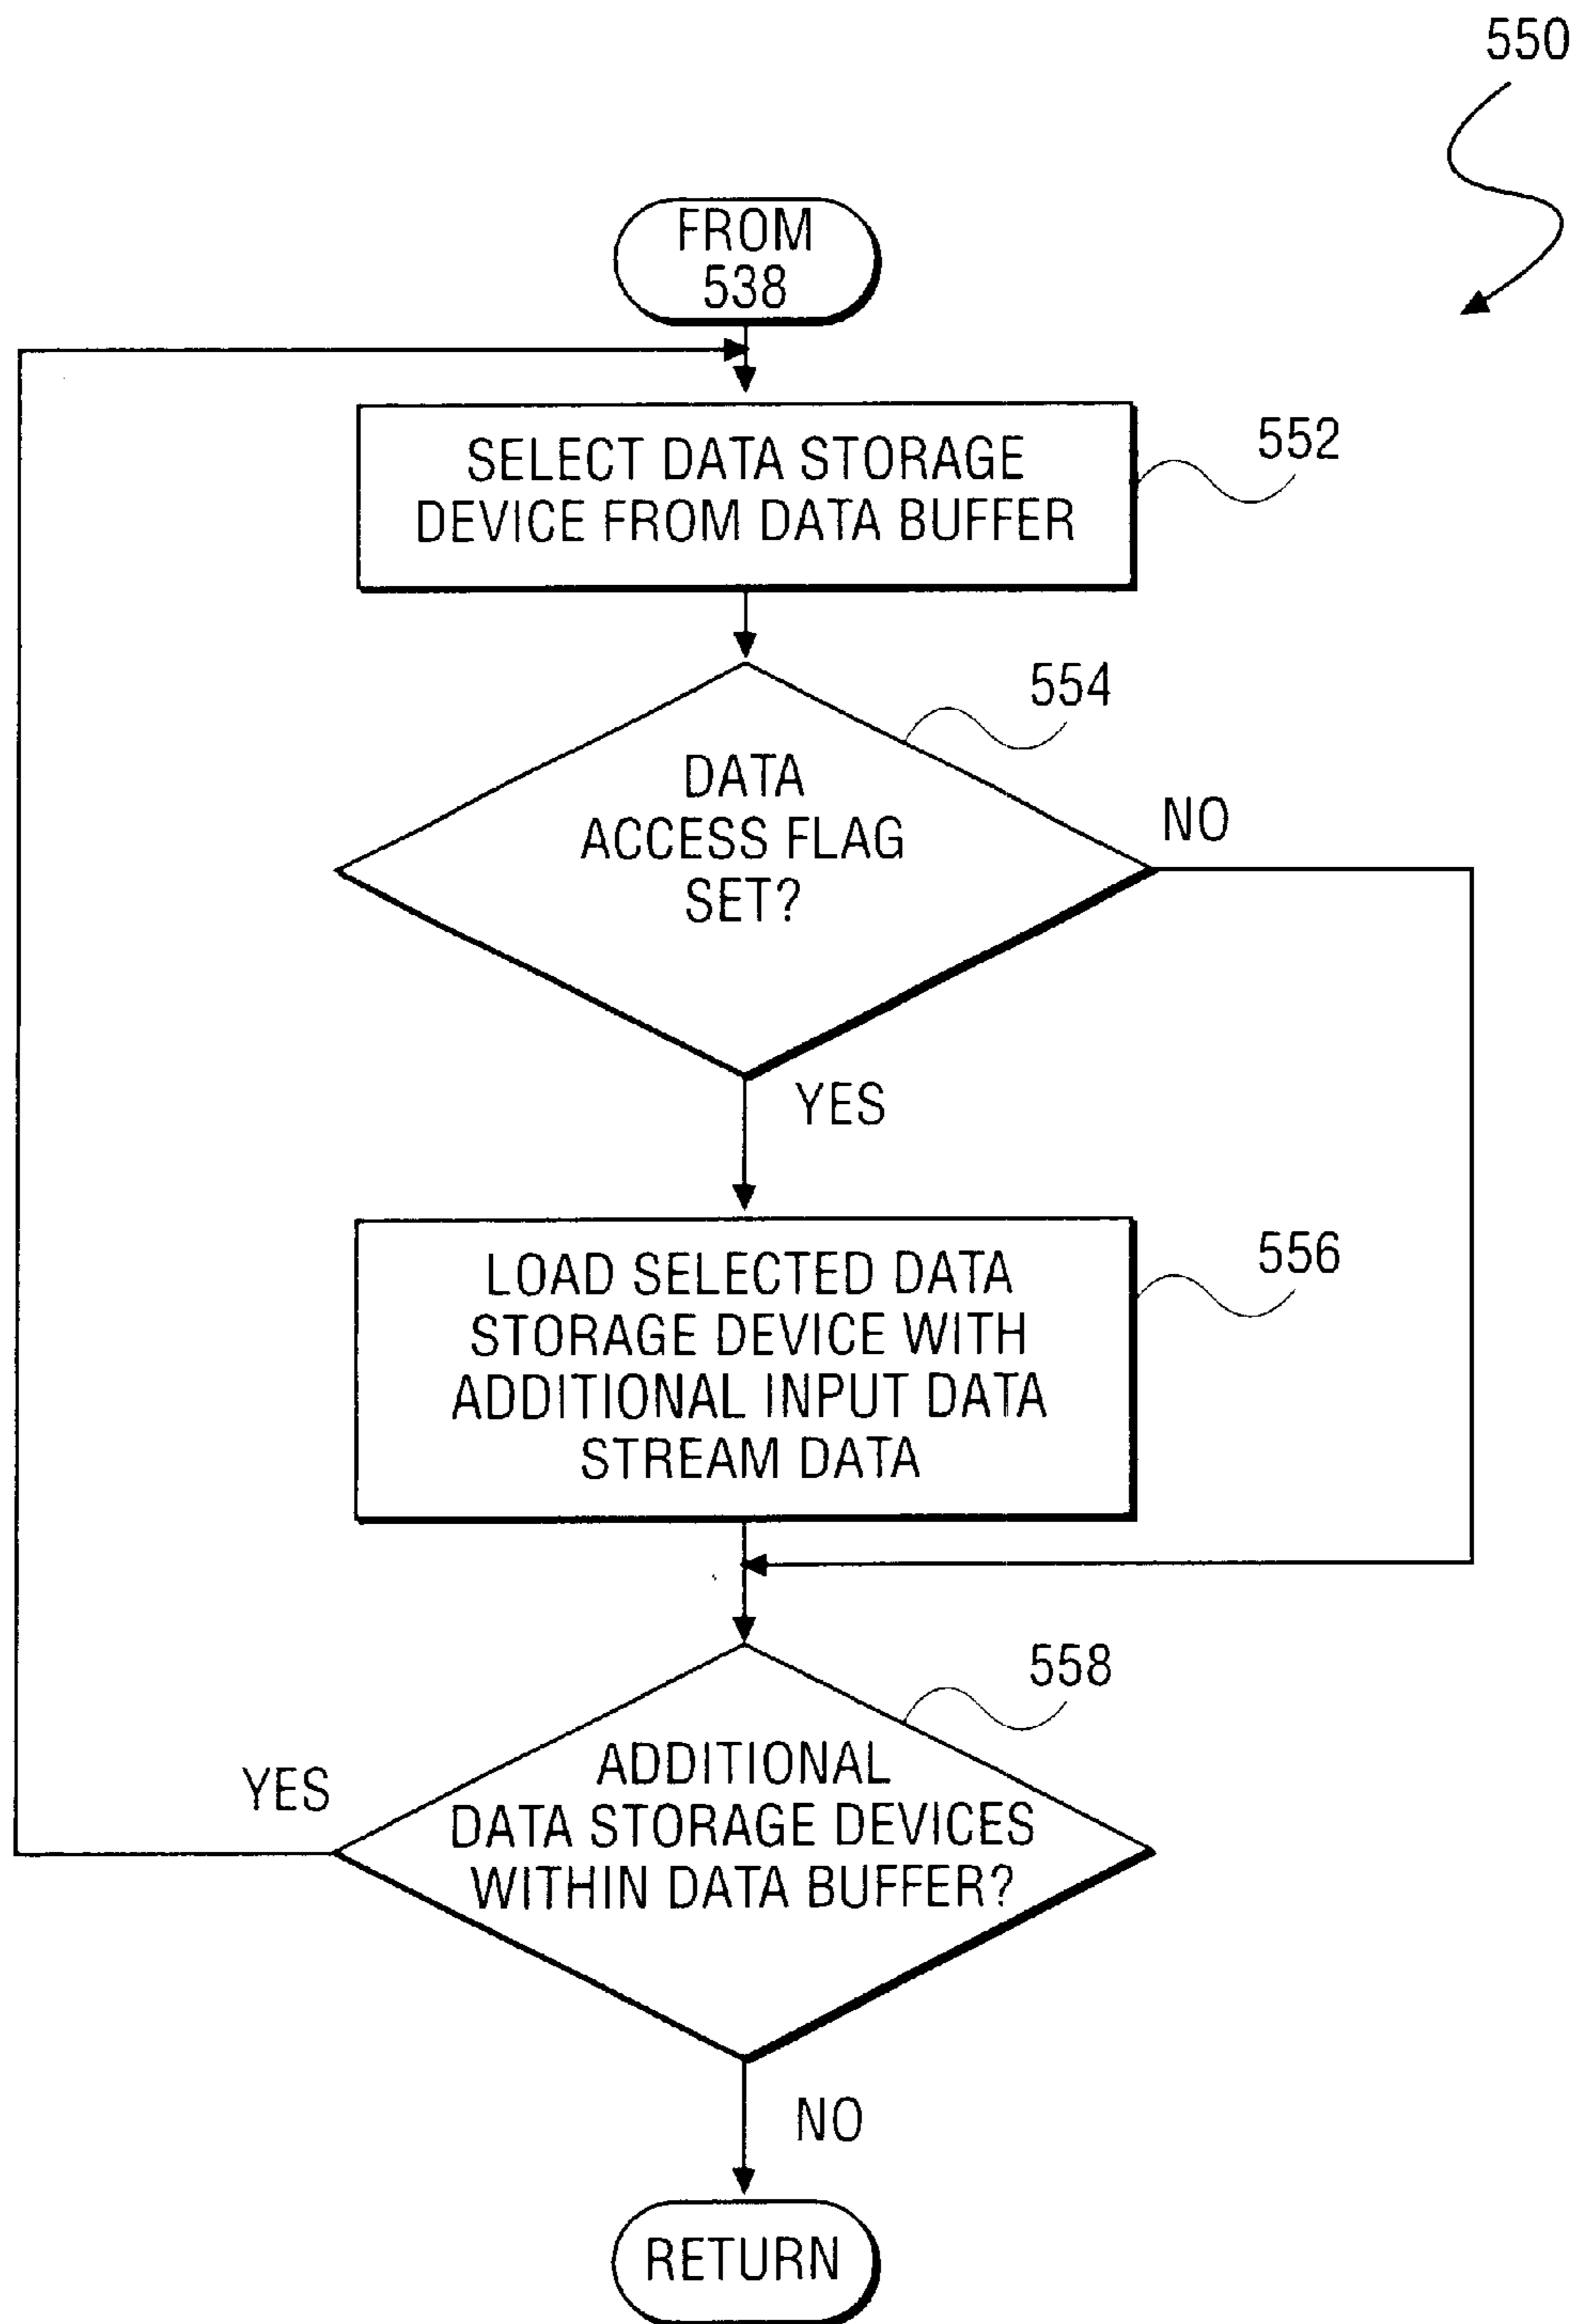 550
FROM
538
SELECT DATA STORAGE
DEVICE FROM DATA BUFFER
552
554
DATA
ACCESS FLAG
SET?
NO
YES
LOAD SELECTED DATA
STORAGE DEVICE WITH
ADDITIONAL INPUT DATA
STREAM DATA
556
558
ADDITIONAL
DATA STORAGE DEVICES
WITHIN DATA BUFFER?
YES
NO
RETURN